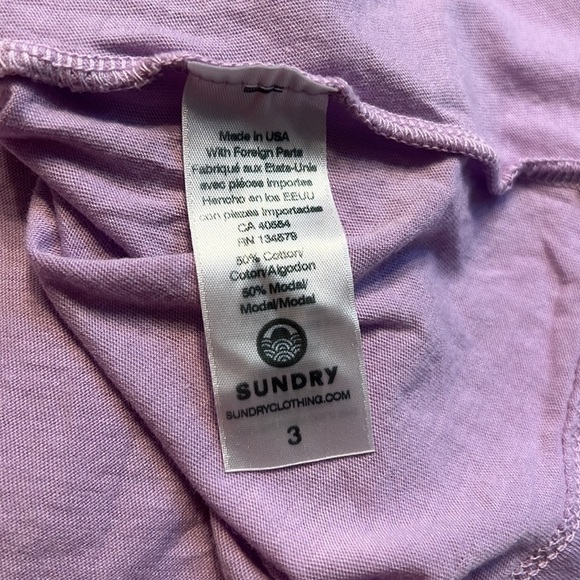 Made in USA
With Foreign Parts
Fabriqué aux Etats-Unis
avec pièces importes
Hencho en los EEUU
con piezas Importadas
CA 40554
RN 134579
50% Cotton/
Coton/Algodon
50% Modal/
Modal/Modal
SUNDRY
SUNDRYCLOTHING.COM
3